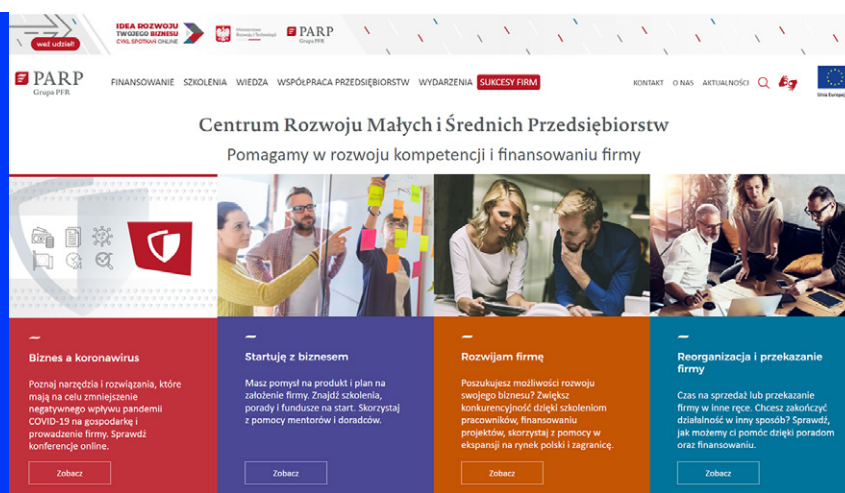 weź udział!
IDEA ROZWOJU
TWOJEGO BIZNESU
CYKL SPOTKAŃ ONLINE
Ministerstwo
Rozwoju i Technologii
PARP
Grupa PFR
PARP
Grupa PFR
FINANSOWANIE SZKOLENIA WIEDZA WSPÓŁPRACA PRZEDSIĘBIORSTW WYDARZENIA SUKCESY FIRM
KONTAKT O NAS AKTUALNOŚCI
Centrum Rozwoju Małych i Średnich Przedsiębiorstw
Pomagamy w rozwoju kompetencji i finansowaniu firmy
Biznes a koronawirus
Poznaj narzędzia i rozwiązania, które
mają na celu zmniejszenie
negatywnego wpływu pandemii
COVID-19 na gospodarkę i
prowadzenie firmy. Sprawdź
konferencje online.
Zobacz
Startuję z biznesem
Masz pomysł na produkt i plan na
założenie firmy. Znajdź szkolenia,
porady i fundusze na start. Skorzystaj
z pomocy mentorów i doradców.
Zobacz
Rozwijam firmę
Poszukujesz możliwości rozwoju
swojego biznesu? Zwiększ
konkurencyjność dzięki szkoleniom
pracowników, finansowaniu
projektów, skorzystaj z pomocy w
ekspansji na rynek polski i zagranicę.
Zobacz
Reorganizacja i przekazanie
firmy
Czas na sprzedaż lub przekazanie
firmy w inne ręce. Chcesz zakończyć
działalność w inny sposób? Sprawdź,
jak możemy ci pomóc dzięki poradom
oraz finansowaniu.
Zobacz